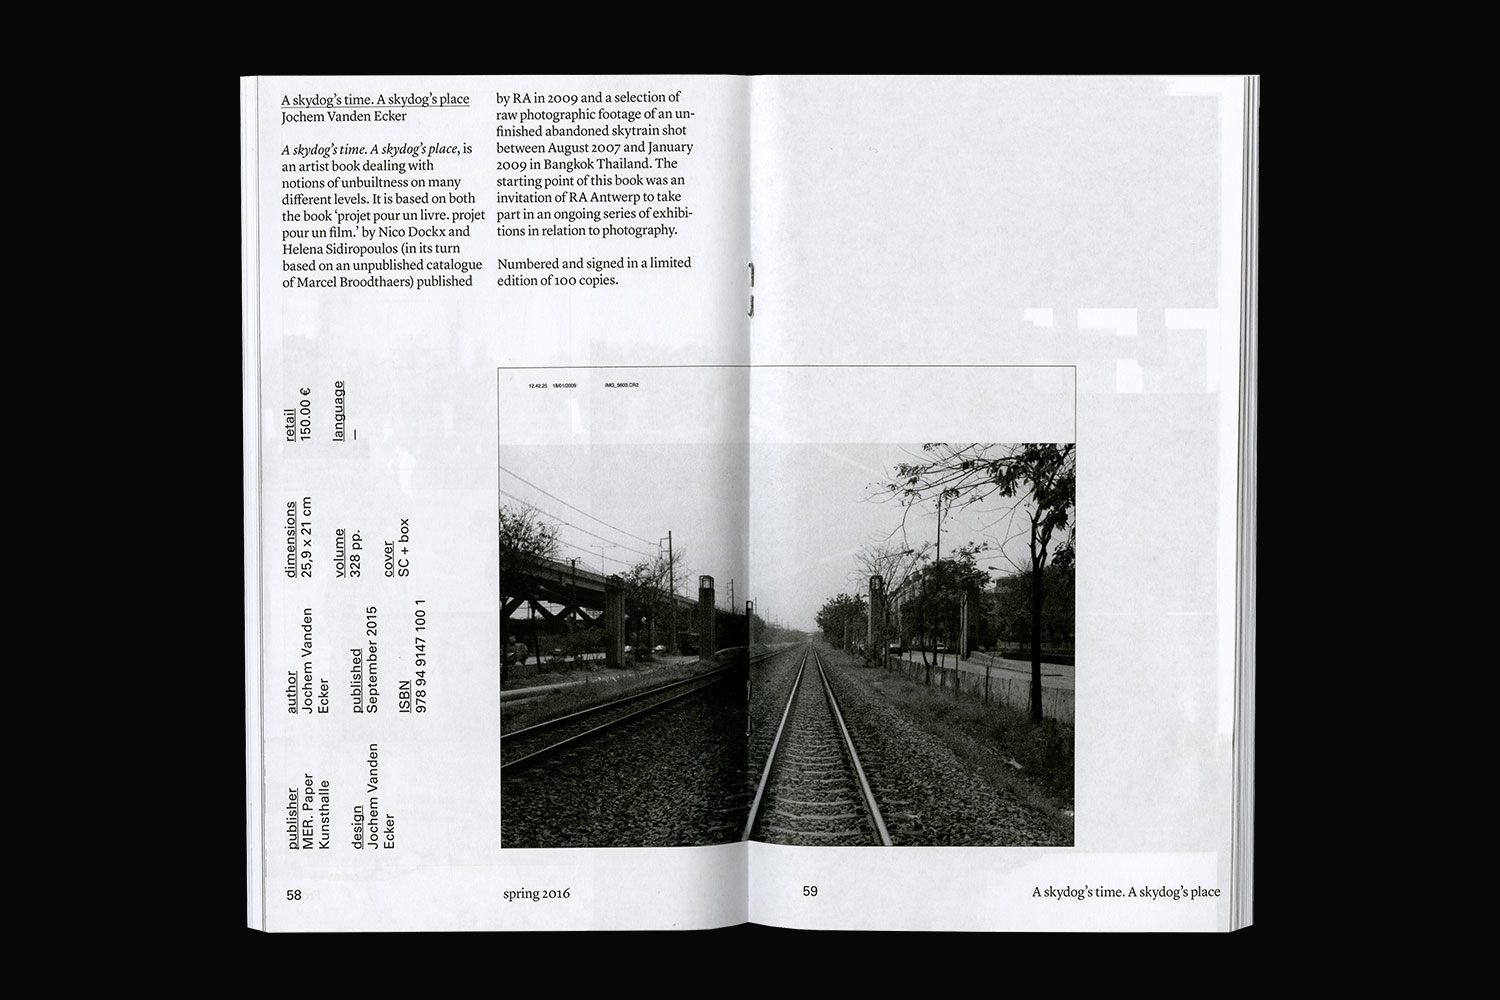 A skydog's time. A skydog's place
Jochem Vanden Ecker
A skydog's time. A skydog's place, is
an artist book dealing with
notions of unbuiltness on many
different levels. It is based on both
the book ‘projet pour un livre. projet
pour un film.’ by Nico Dockx and
Helena Sidiropoulos (in its turn
based on an unpublished catalogue
of Marcel Broodthaers) published
by RA in 2009 and a selection of
raw photographic footage of an un-
finished abandoned skytrain shot
between August 2007 and January
2009 in Bangkok Thailand. The
starting point of this book was an
invitation of RA Antwerp to take
part in an ongoing series of exhibi-
tions in relation to photography.
Numbered and signed in a limited
edition of 100 copies.
retail
150.00 €
language
—
dimensions
25,9 x 21 cm
volume
328 pp.
cover
SC + box
author
Jochem Vanden
Ecker
published
September 2015
ISBN
978 94 9147 100 1
publisher
MER. Paper
Kunsthalle
design
Jochem Vanden
Ecker
12.42.25 18/01/2009 IMG_5603.CR2
58
spring 2016
59
A skydog's time. A skydog's place